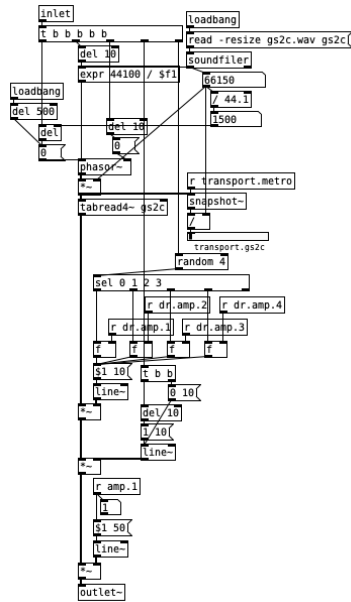 inlet
loadbang
t b b b b b
read -resize gs2c.wav gs2c
del 10
soundfiler
expr 44100 / $f1
66150
loadbang
/ 44.1
del 500
1500
del 10
del
0
0
phasor~
*~
r transport.metro
snapshot~
tabread4~ gs2c
/
transport.gs2c
random 4
sel 0 1 2 3
r dr.amp.2
r dr.amp.4
r dr.amp.1
r dr.amp.3
f
f
f
f
$1 10
t b b
line~
0 10
*~
del 10
1 10
line~
*~
r amp.1
1
$1 50
line~
*~
outlet~